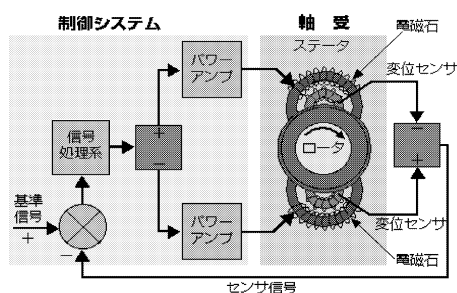 制御システム
軸 受
ステータ
電磁石
変位センサ
パワー
アンプ
信号
処理系
+
−
ロータ
−
+
基準
信号
+
−
パワー
アンプ
変位センサ
電磁石
センサ信号